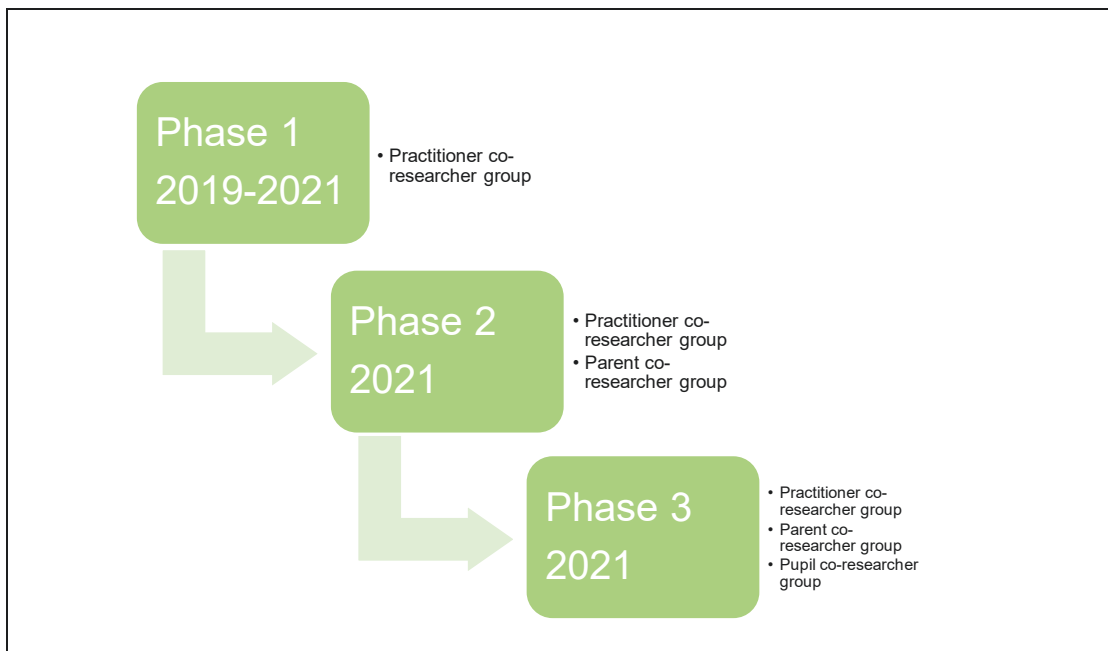 Phase 1
2019-2021
• Practitioner co-
researcher group
Phase 2
2021
• Practitioner co-
researcher group
• Parent co-
researcher group
Phase 3
2021
• Practitioner co-
researcher group
• Parent co-
researcher group
• Pupil co-researcher
group